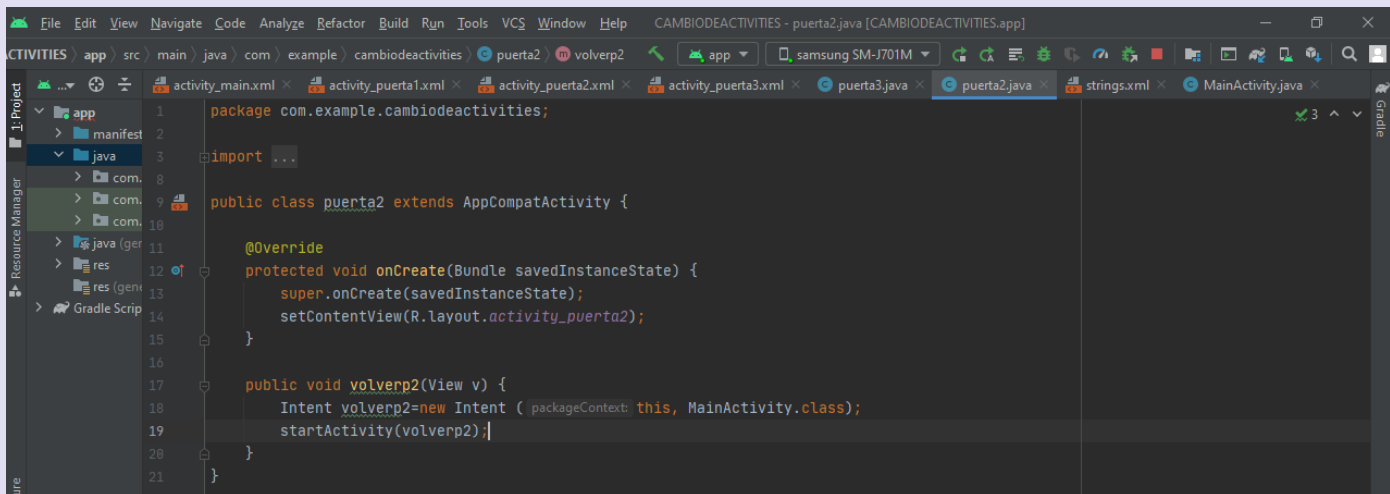 File Edit View Navigate Code Analyze Refactor Build Run Tools VCS Window Help CAMBIODEACTIVITIES - puerta2.java [CAMBIODEACTIVITIES.app]
CTIVITIES app src main java com example cambiodeactivities C puerta2 m volverp2 app samsung SM-J701M
1: Project
activity_main.xml activity_puerta1.xml activity_puerta2.xml activity_puerta3.xml C puerta3.java C puerta2.java strings.xml C MainActivity.java
Gradle
Resource Manager
app
manifest
java
com.
com.
com.
java (ger
res
res (gene
Gradle Scrip
3
1 package com.example.cambiodeactivities;
2
3 import ...
8
9 public class puerta2 extends AppCompatActivity {
10
11 @Override
12 protected void onCreate(Bundle savedInstanceState) {
13 super.onCreate(savedInstanceState);
14 setContentView(R.layout.activity_puerta2);
15 }
16
17 public void volverp2(View v) {
18 Intent volverp2=new Intent ( packageContext: this, MainActivity.class);
19 startActivity(volverp2);
20 }
21 }